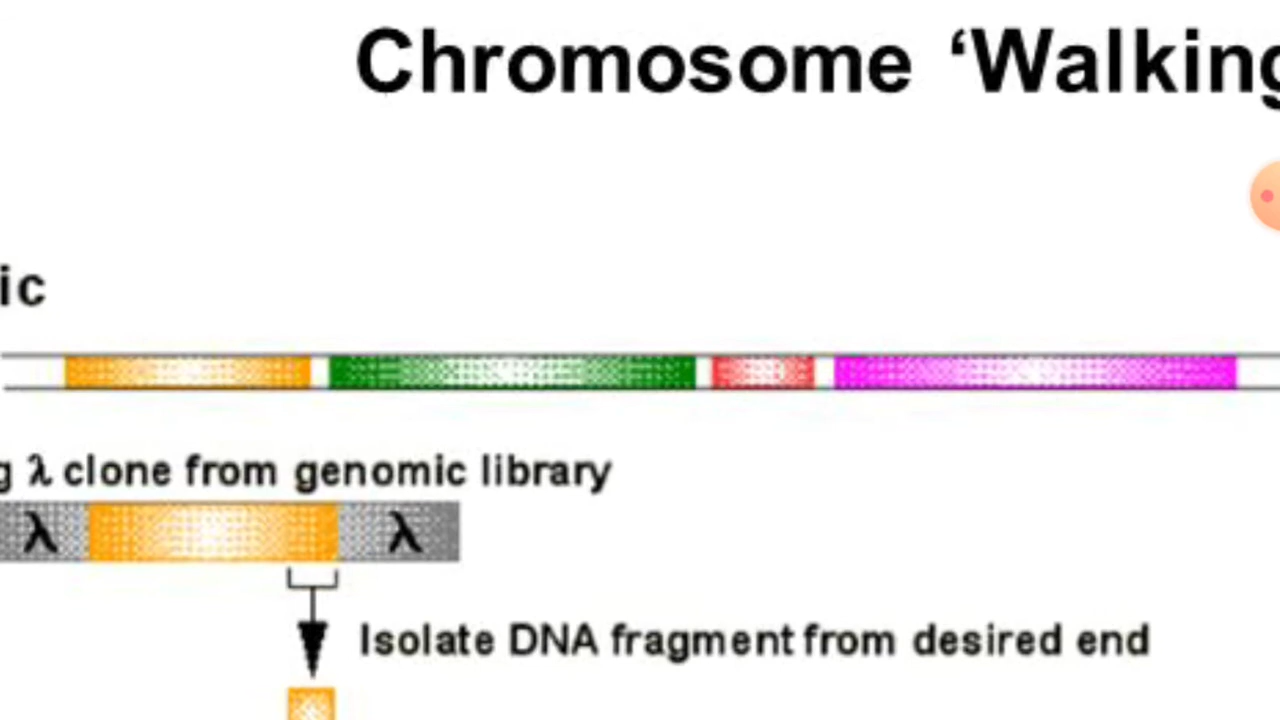 Chromosome ‘Walking
ic
g λ clone from genomic library
λ λ
Isolate DNA fragment from desired end